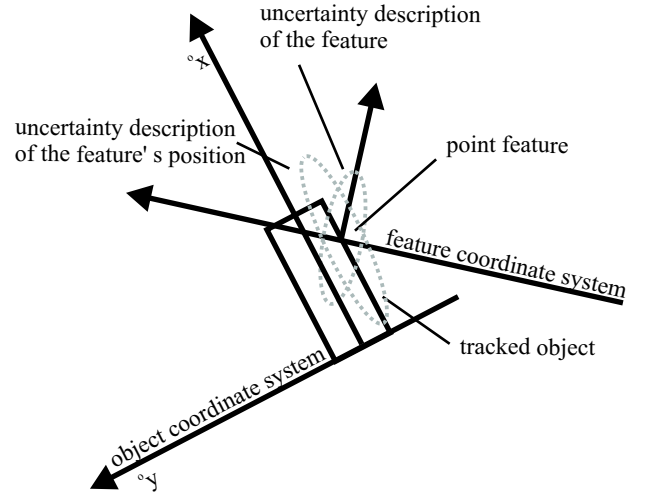 uncertainty description
of the feature
°x
uncertainty description
of the feature' s position
point feature
feature coordinate system
tracked object
object coordinate system
°y